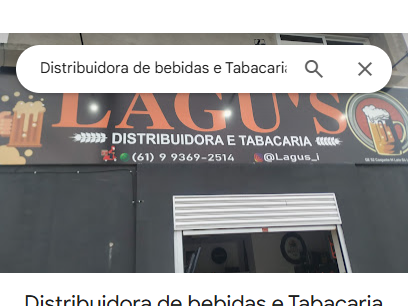 Distribuidora de bebidas e Tabacaria
LAGU'S
DISTRIBUIDORA E TABACARIA
(61) 9 9369-2514 @Lagus_i
Distribuidora de bebidas e Tabacaria